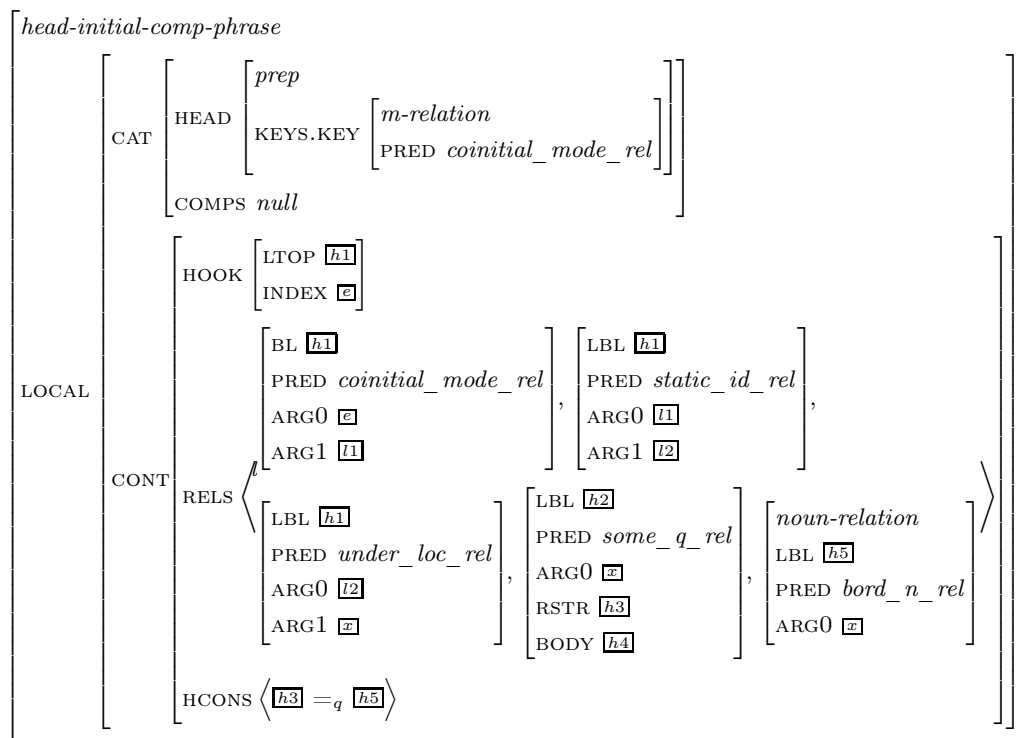 head-initial-comp-phrase
LOCAL
CAT
HEAD
prep
KEYS.KEY
m-relation
PRED coinitial_mode_rel
COMPS null
CONT
HOOK
LTOP h1
INDEX e
RELS ⟨l
BL h1
PRED coinitial_mode_rel
ARG0 e
ARG1 l1
,
LBL h1
PRED static_id_rel
ARG0 l1
ARG1 l2
,
LBL h1
PRED under_loc_rel
ARG0 l2
ARG1 x
,
LBL h2
PRED some_q_rel
ARG0 x
RSTR h3
BODY h4
,
noun-relation
LBL h5
PRED bord_n_rel
ARG0 x
⟩
HCONS ⟨h3 =q h5⟩